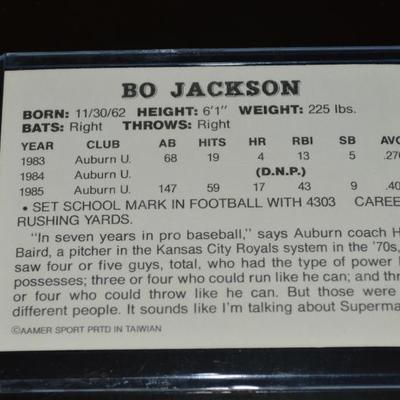 BO JACKSON
BORN: 11/30/62 HEIGHT: 6'1" WEIGHT: 225 lbs.
BATS: Right THROWS: Right
YEAR CLUB AB HITS HR RBI SB AVG
1983 Auburn U. 68 19 4 13 5 .27
1984 Auburn U. (D.N.P.)
1985 Auburn U. 147 59 17 43 9 .40
• SET SCHOOL MARK IN FOOTBALL WITH 4303 CAREE
RUSHING YARDS.
"In seven years in pro baseball," says Auburn coach H
Baird, a pitcher in the Kansas City Royals system in the '70s,
saw four or five guys, total, who had the type of power
possesses; three or four who could run like he can; and thr
or four who could throw like he can. But those were
different people. It sounds like I'm talking about Superma
©AAMER SPORT PRTD IN TAIWAN